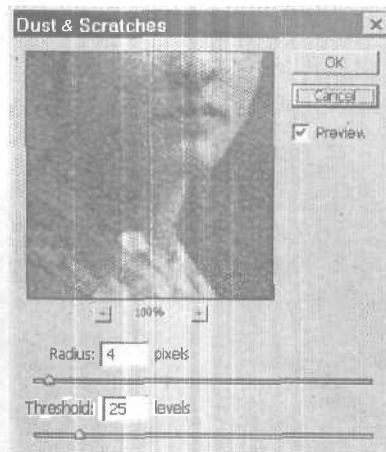 Dust & Scratches
OK
Cancel
Preview
100%
Radius: 4 pixels
Threshold: 25 levels